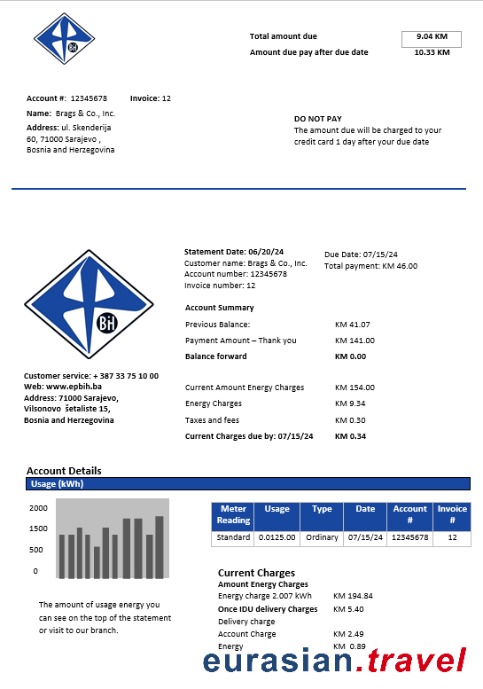 Total amount due 9.04 KM
Amount due pay after due date 10.33 KM
BiH
Account #: 12345678 Invoice: 12
Name: Brags & Co., Inc.
Address: ul. Skenderija
60, 71000 Sarajevo ,
Bosnia and Herzegovina
DO NOT PAY
The amount due will be charged to your
credit card 1 day after your due date
BiH
Customer service: + 387 33 75 10 00
Web: www.epbih.ba
Address: 71000 Sarajevo,
Vilsonovo šetaliste 15,
Bosnia and Herzegovina
Statement Date: 06/20/24
Customer name: Brags & Co., Inc.
Account number: 12345678
Invoice number: 12
Due Date: 07/15/24
Total payment: KM 46.00
Account Summary
Previous Balance: KM 41.07
Payment Amount – Thank you KM 141.00
Balance forward KM 0.00
Current Amount Energy Charges KM 154.00
Energy Charges KM 9.34
Taxes and fees KM 0.30
Current Charges due by: 07/15/24 KM 0.34
Account Details
Usage (kWh)
2000
1500
500
0
The amount of usage energy you
can see on the top of the statement
or visit to our branch.
Meter Reading Usage Type Date Account # Invoice #
Standard 0.0125.00 Ordinary 07/15/24 12345678 12
Current Charges
Amount Energy Charges
Energy charge 2.007 kWh KM 194.84
Once IDU delivery Charges KM 5.40
Delivery charge
Account Charge KM 2.49
Energy KM 0.89
eurasian.travel